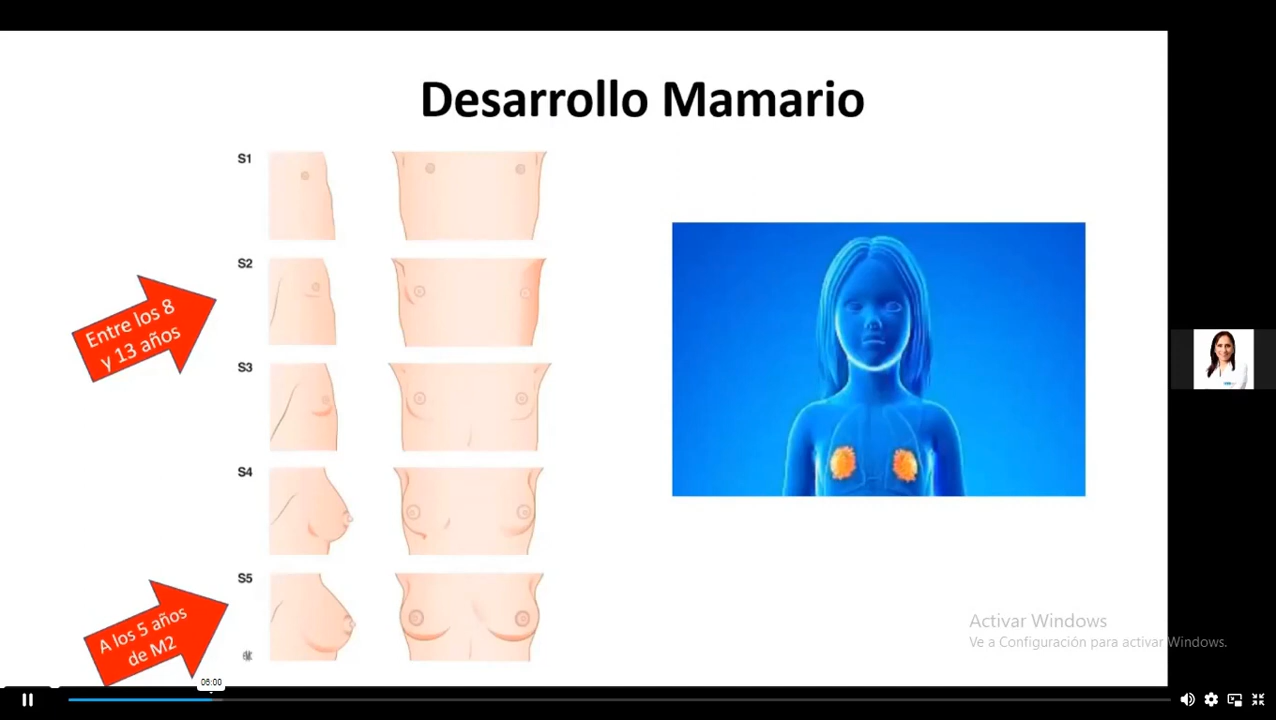 Desarrollo Mamario
S1
S2
Entre los 8
y 13 años
S3
S4
S5
A los 5 años
de M2
Activar Windows
Ve a Configuración para activar Windows.
06:00